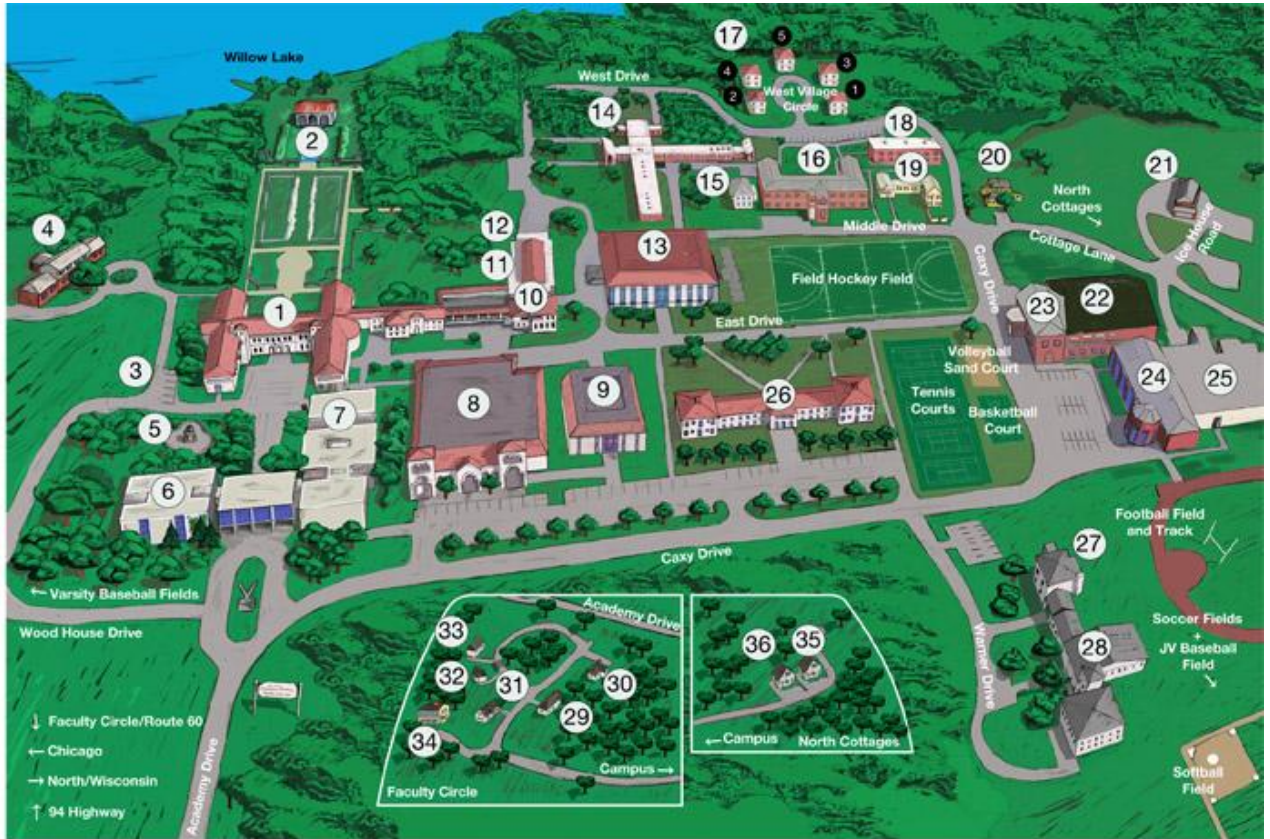 Willow Lake
2
4
17
5
4
3
2
1
West Village
Circle
West Drive
14
18
16
15
19
20
21
North
Cottages
→
Cottage Lane
Ice House
Road
Middle Drive
12
11
13
10
1
Field Hockey Field
Caxy Drive
23
22
East Drive
3
Volleyball
Sand Court
24
25
7
8
9
26
Tennis
Courts
Basketball
Court
5
6
Football Field
and Track
← Varsity Baseball Fields
Caxy Drive
27
Wood House Drive
Soccer Fields
+
JV Baseball
Field
↘
28
Warner Drive
Academy Drive
33
32
31
30
29
34
Campus →
Faculty Circle
36
35
← Campus
North Cottages
↓ Faculty Circle/Route 60
← Chicago
→ North/Wisconsin
↑ 94 Highway
Academy Drive
Softball
Field